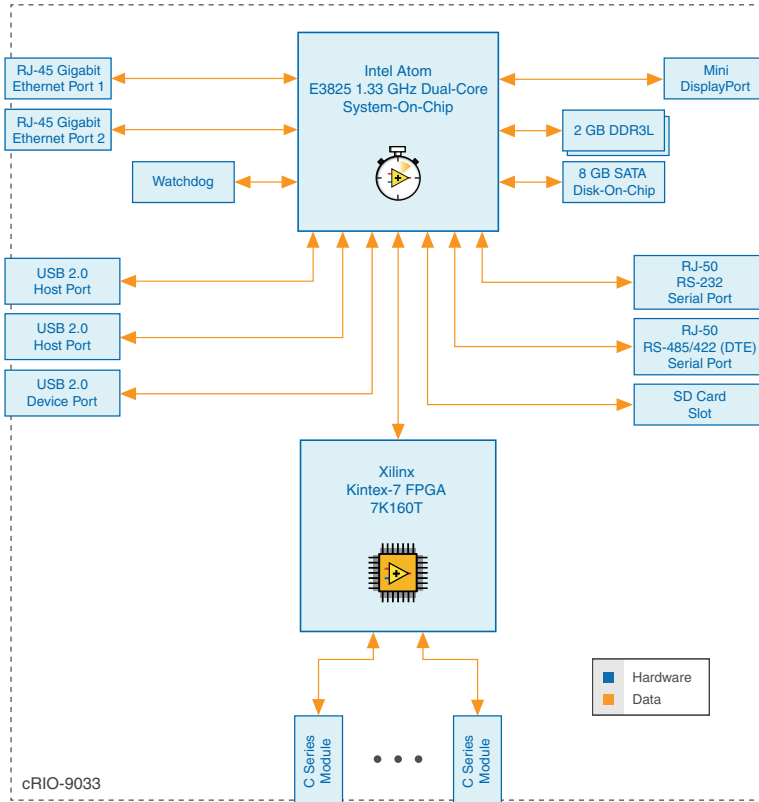 RJ-45 Gigabit
Ethernet Port 1
RJ-45 Gigabit
Ethernet Port 2
Watchdog
Intel Atom
E3825 1.33 GHz Dual-Core
System-On-Chip
Mini
DisplayPort
2 GB DDR3L
8 GB SATA
Disk-On-Chip
USB 2.0
Host Port
USB 2.0
Host Port
USB 2.0
Device Port
RJ-50
RS-232
Serial Port
RJ-50
RS-485/422 (DTE)
Serial Port
SD Card
Slot
Xilinx
Kintex-7 FPGA
7K160T
C Series
Module
C Series
Module
Hardware
Data
cRIO-9033